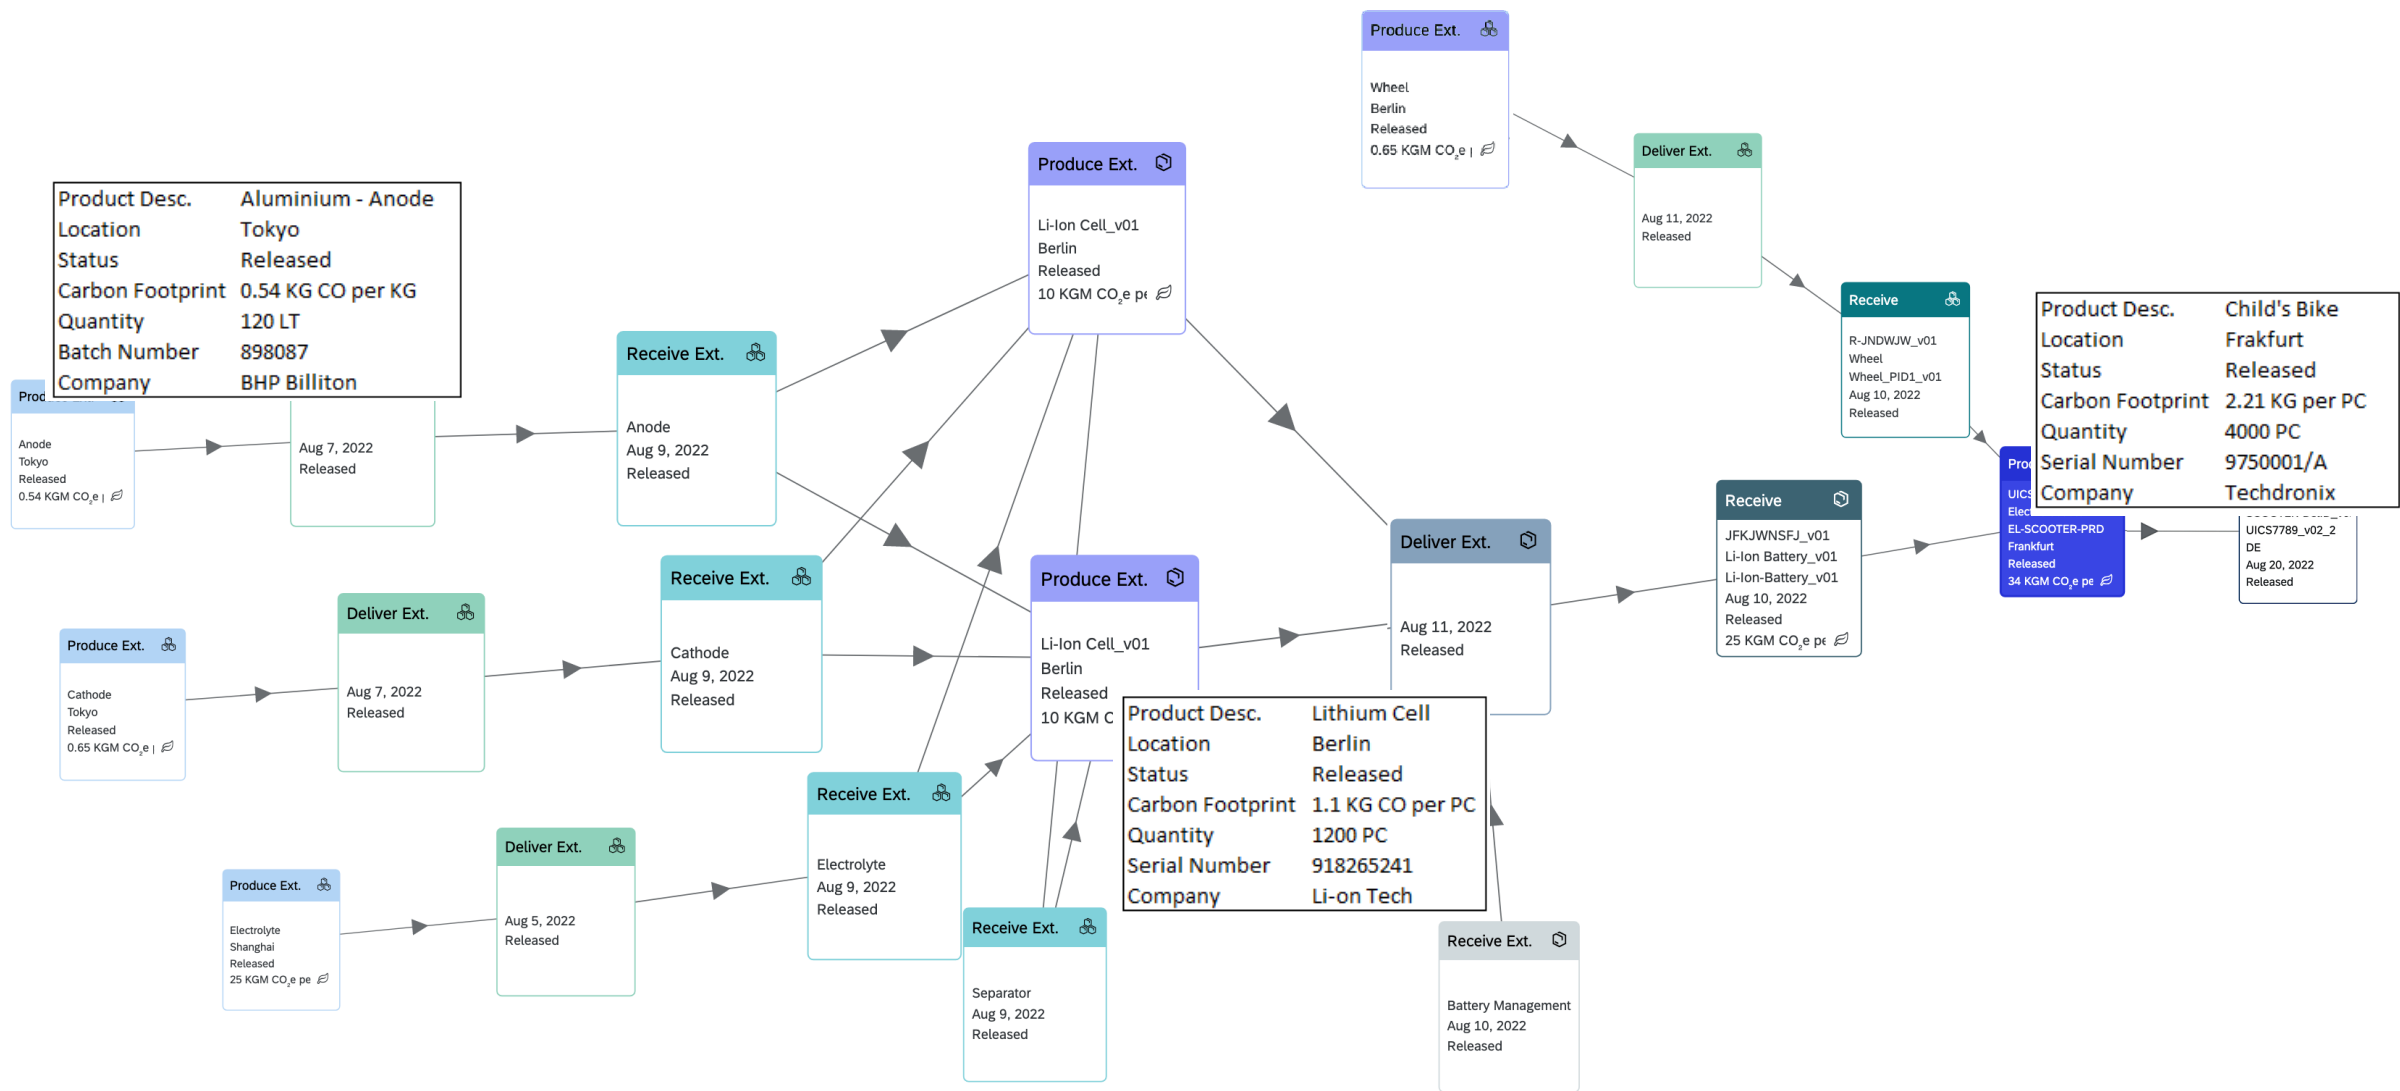 Produce Ext.
Wheel
Berlin
Released
0.65 KGM CO2e |
Deliver Ext.
Aug 11, 2022
Released
Produce Ext.
Li-Ion Cell_v01
Berlin
Released
10 KGM CO2e pe
Product Desc. Aluminium - Anode
Location Tokyo
Status Released
Carbon Footprint 0.54 KG CO per KG
Quantity 120 LT
Batch Number 898087
Company BHP Billiton
Anode
Tokyo
Released
0.54 KGM CO2e |
Aug 7, 2022
Released
Receive Ext.
Anode
Aug 9, 2022
Released
Receive
R-JNDWJW_v01
Wheel
Wheel_PID1_v01
Aug 10, 2022
Released
Product Desc. Child's Bike
Location Frakfurt
Status Released
Carbon Footprint 2.21 KG per PC
Quantity 4000 PC
Serial Number 9750001/A
Company Techdronix
EL-SCOOTER-PRD
Frankfurt
Released
34 KGM CO2e pe
UICS7789_v02_2
DE
Aug 20, 2022
Released
Receive
JFKJWNSFJ_v01
Li-Ion Battery_v01
Li-Ion-Battery_v01
Aug 10, 2022
Released
25 KGM CO2e pe
Deliver Ext.
Aug 11, 2022
Released
Produce Ext.
Li-Ion Cell_v01
Berlin
Released
10 KGM C
Product Desc. Lithium Cell
Location Berlin
Status Released
Carbon Footprint 1.1 KG CO per PC
Quantity 1200 PC
Serial Number 918265241
Company Li-on Tech
Receive Ext.
Cathode
Aug 9, 2022
Released
Deliver Ext.
Aug 7, 2022
Released
Produce Ext.
Cathode
Tokyo
Released
0.65 KGM CO2e |
Receive Ext.
Electrolyte
Aug 9, 2022
Released
Deliver Ext.
Aug 5, 2022
Released
Produce Ext.
Electrolyte
Shanghai
Released
25 KGM CO2e pe
Receive Ext.
Separator
Aug 9, 2022
Released
Receive Ext.
Battery Management
Aug 10, 2022
Released